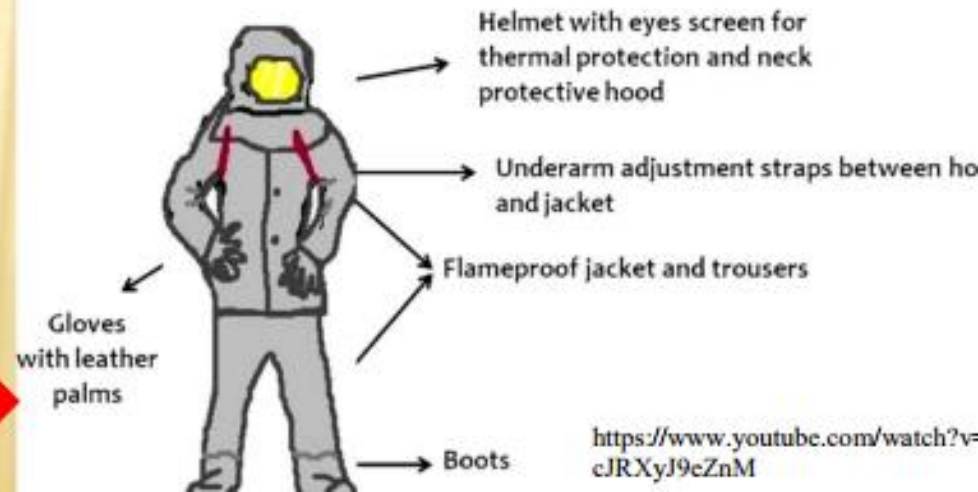 Helmet with eyes screen for
thermal protection and neck
protective hood
Underarm adjustment straps between ho
and jacket
Flameproof jacket and trousers
Gloves
with leather
palms
Boots
https://www.youtube.com/watch?v=
cJRXyJ9eZnM